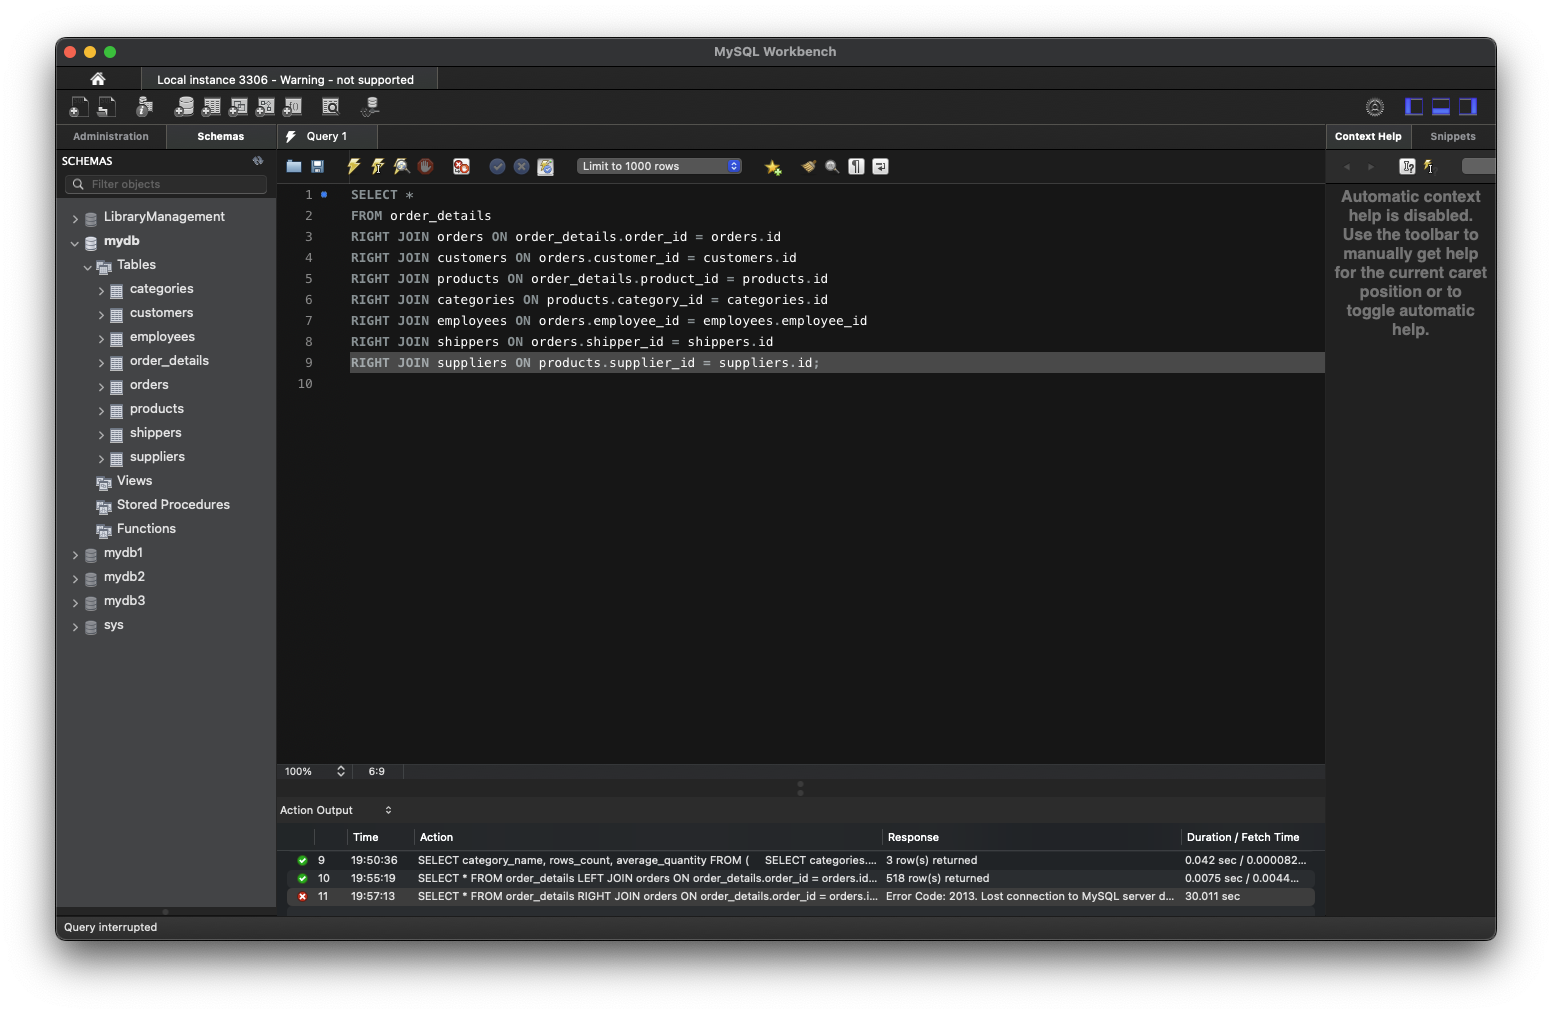 MySQL Workbench
Local instance 3306 - Warning - not supported
Administration
Schemas
Query 1
Context Help
Snippets
SCHEMAS
Filter objects
LibraryManagement
mydb
Tables
categories
customers
employees
order_details
orders
products
shippers
suppliers
Views
Stored Procedures
Functions
mydb1
mydb2
mydb3
sys
Limit to 1000 rows
1 SELECT *
2 FROM order_details
3 RIGHT JOIN orders ON order_details.order_id = orders.id
4 RIGHT JOIN customers ON orders.customer_id = customers.id
5 RIGHT JOIN products ON order_details.product_id = products.id
6 RIGHT JOIN categories ON products.category_id = categories.id
7 RIGHT JOIN employees ON orders.employee_id = employees.employee_id
8 RIGHT JOIN shippers ON orders.shipper_id = shippers.id
9 RIGHT JOIN suppliers ON products.supplier_id = suppliers.id;
10
Automatic context
help is disabled.
Use the toolbar to
manually get help
for the current caret
position or to
toggle automatic
help.
100% 6:9
Action Output
Time Action Response Duration / Fetch Time
9 19:50:36 SELECT category_name, rows_count, average_quantity FROM ( SELECT categories.... 3 row(s) returned 0.042 sec / 0.000082...
10 19:55:19 SELECT * FROM order_details LEFT JOIN orders ON order_details.order_id = orders.id... 518 row(s) returned 0.0075 sec / 0.0044...
11 19:57:13 SELECT * FROM order_details RIGHT JOIN orders ON order_details.order_id = orders.i... Error Code: 2013. Lost connection to MySQL server d... 30.011 sec
Query interrupted